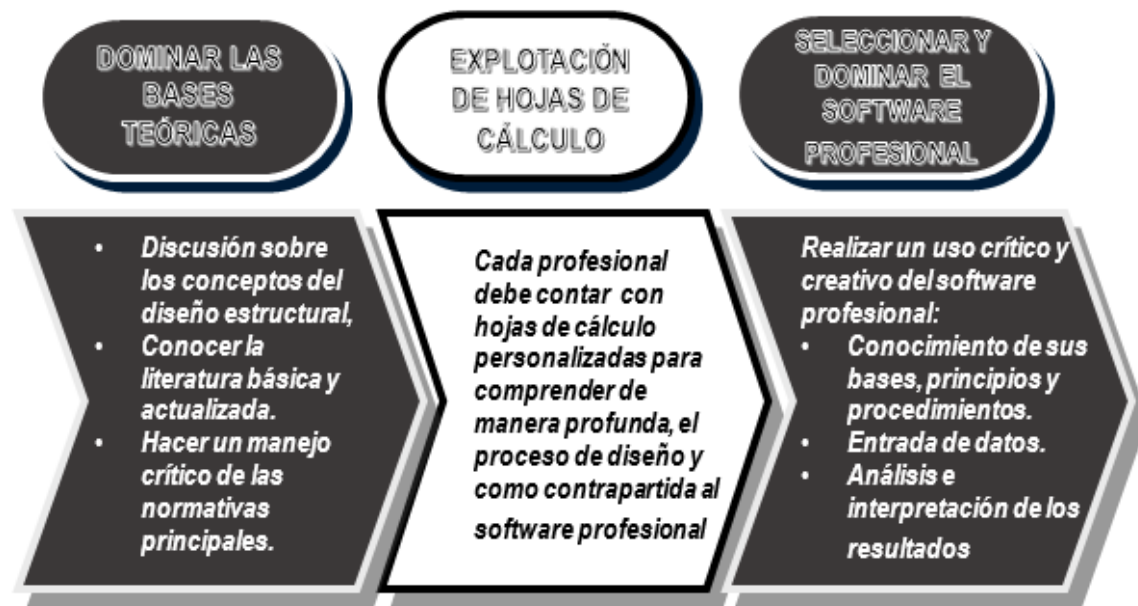 DOMINAR LAS
BASES
TEÓRICAS
EXPLOTACIÓN
DE HOJAS DE
CÁLCULO
SELECCIONAR Y
DOMINAR EL
SOFTWARE
PROFESIONAL
• Discusión sobre
los conceptos del
diseño estructural,
• Conocer la
literatura básica y
actualizada.
• Hacer un manejo
crítico de las
normativas
principales.
Cada profesional
debe contar con
hojas de cálculo
personalizadas para
comprender de
manera profunda, el
proceso de diseño y
como contrapartida al
software profesional
Realizar un uso crítico y
creativo del software
profesional:
• Conocimiento de sus
bases, principios y
procedimientos.
• Entrada de datos.
• Análisis e
interpretación de los
resultados